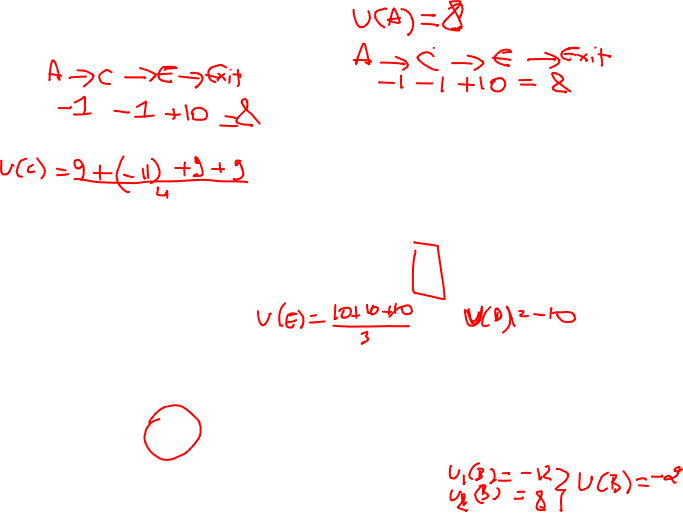 U(A) = 8
A → C → E → Exit
-1 -1 +10 = 8
A → C → E → Exit
-1 -1 +10 = 8
U(C) = 9 + (-11) + 9 + 9
4
U(E) = 10+10+10
3
U(D) = -10
U₁(B) = -12 } U(B) = -2
U₂(B) = 8